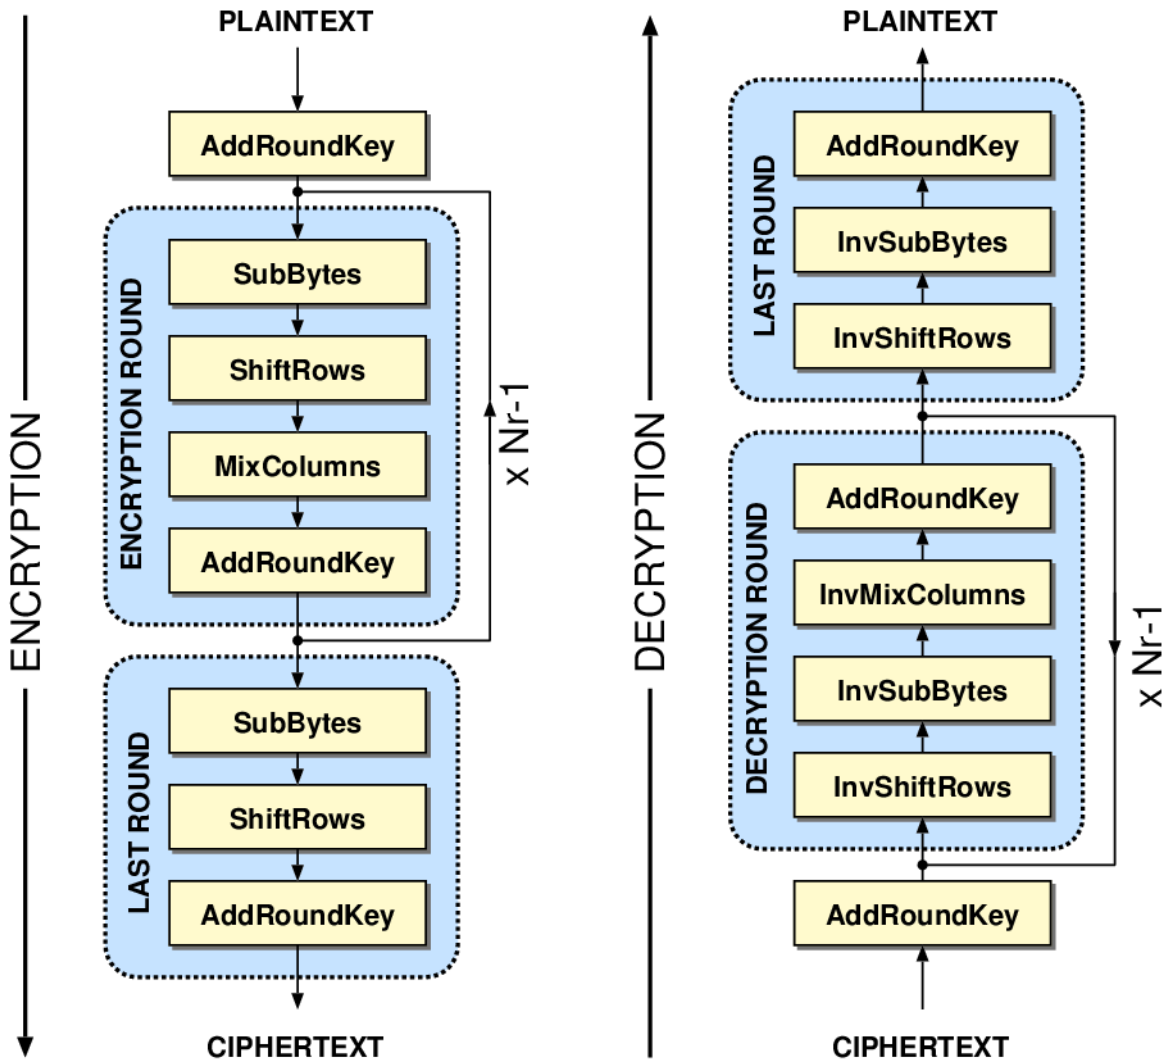 PLAINTEXT
AddRoundKey
ENCRYPTION ROUND
SubBytes
ShiftRows
MixColumns
AddRoundKey
x Nr-1
LAST ROUND
SubBytes
ShiftRows
AddRoundKey
CIPHERTEXT
ENCRYPTION
PLAINTEXT
LAST ROUND
AddRoundKey
InvSubBytes
InvShiftRows
DECRYPTION ROUND
AddRoundKey
InvMixColumns
InvSubBytes
InvShiftRows
x Nr-1
AddRoundKey
CIPHERTEXT
DECRYPTION